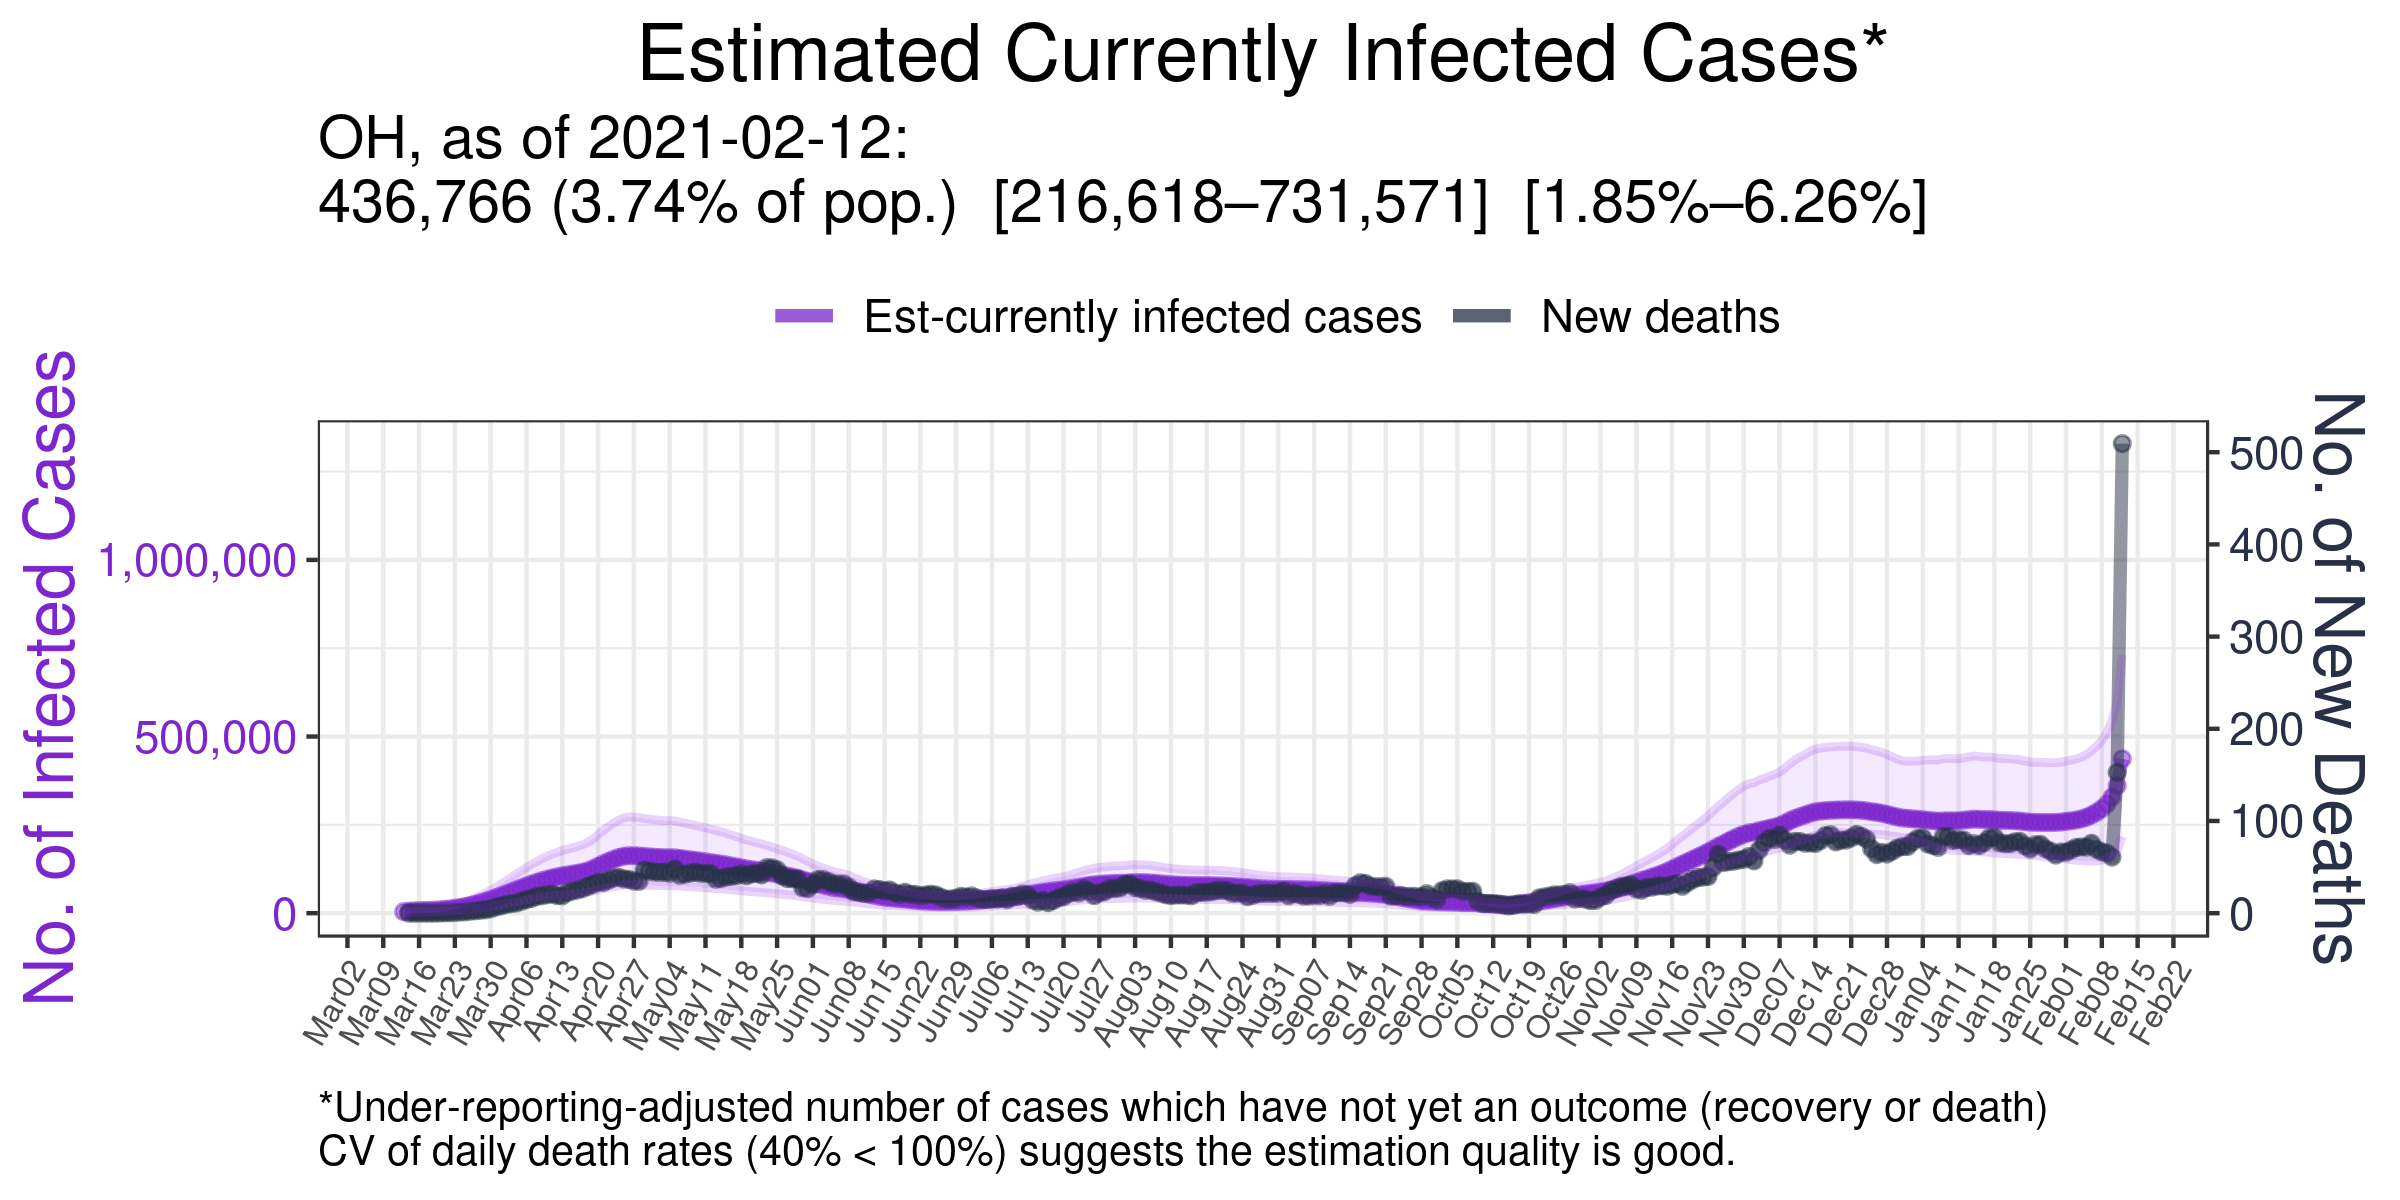 Estimated Currently Infected Cases*
OH, as of 2021-02-12:
436,766 (3.74% of pop.) [216,618–731,571] [1.85%–6.26%]
Est-currently infected cases
New deaths
No. of Infected Cases
1,000,000
500,000
0
No. of New Deaths
500
400
300
200
100
0
Mar02
Mar09
Mar16
Mar23
Mar30
Apr06
Apr13
Apr20
Apr27
May04
May11
May18
May25
Jun01
Jun08
Jun15
Jun22
Jun29
Jul06
Jul13
Jul20
Jul27
Aug03
Aug10
Aug17
Aug24
Aug31
Sep07
Sep14
Sep21
Sep28
Oct05
Oct12
Oct19
Oct26
Nov02
Nov09
Nov16
Nov23
Nov30
Dec07
Dec14
Dec21
Dec28
Jan04
Jan11
Jan18
Jan25
Feb01
Feb08
Feb15
Feb22
*Under-reporting-adjusted number of cases which have not yet an outcome (recovery or death)
CV of daily death rates (40% < 100%) suggests the estimation quality is good.